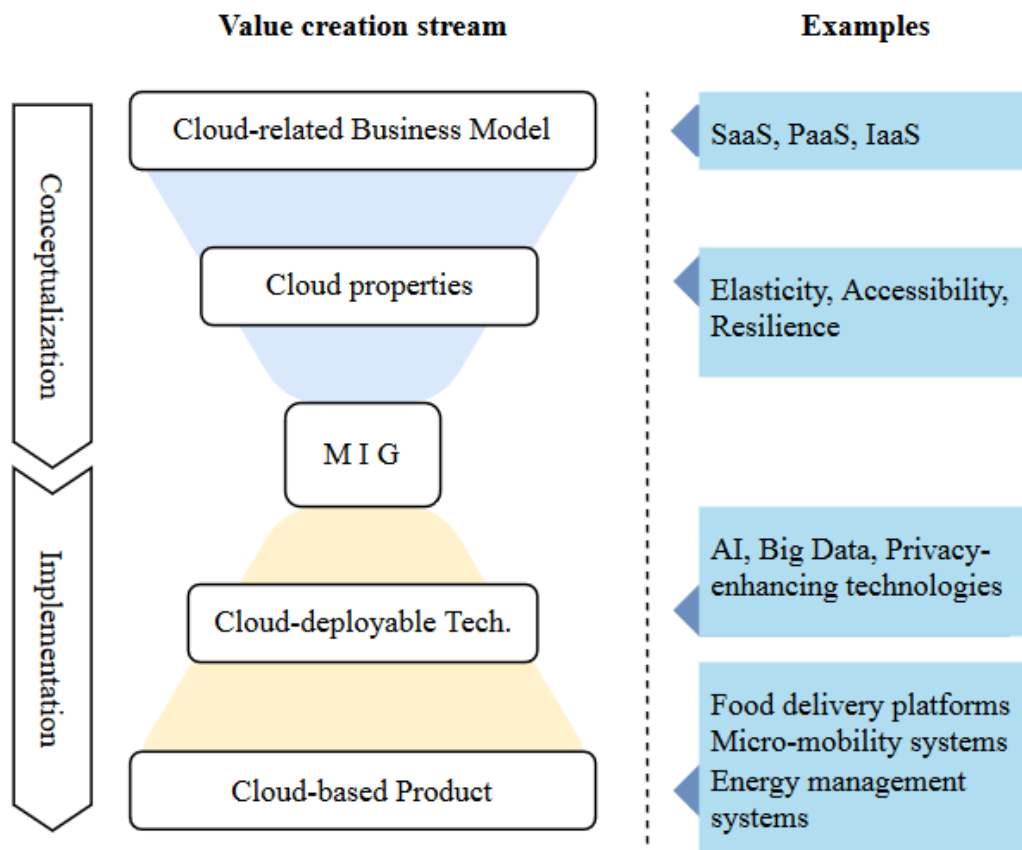 Value creation stream
Examples
Conceptualization
Cloud-related Business Model
SaaS, PaaS, IaaS
Cloud properties
Elasticity, Accessibility,
Resilience
M I G
Implementation
Cloud-deployable Tech.
AI, Big Data, Privacy-
enhancing technologies
Cloud-based Product
Food delivery platforms
Micro-mobility systems
Energy management
systems